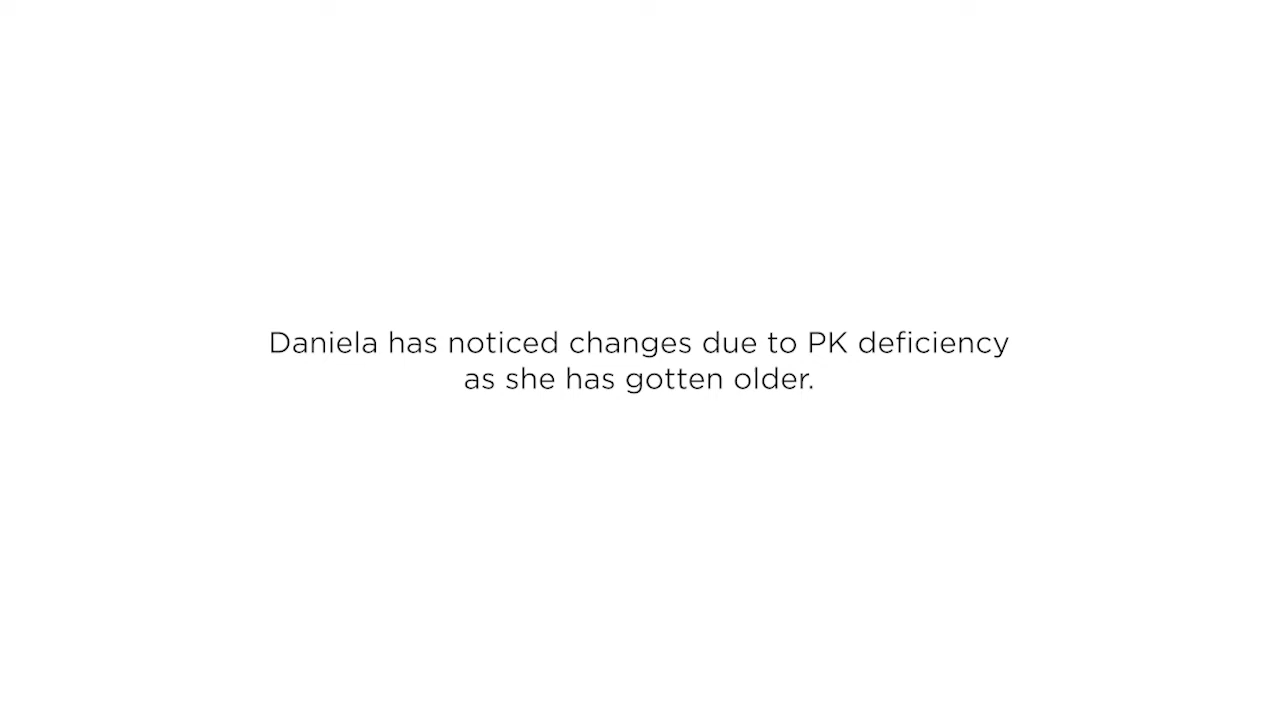 Daniela has noticed changes due to PK deficiency
as she has gotten older.